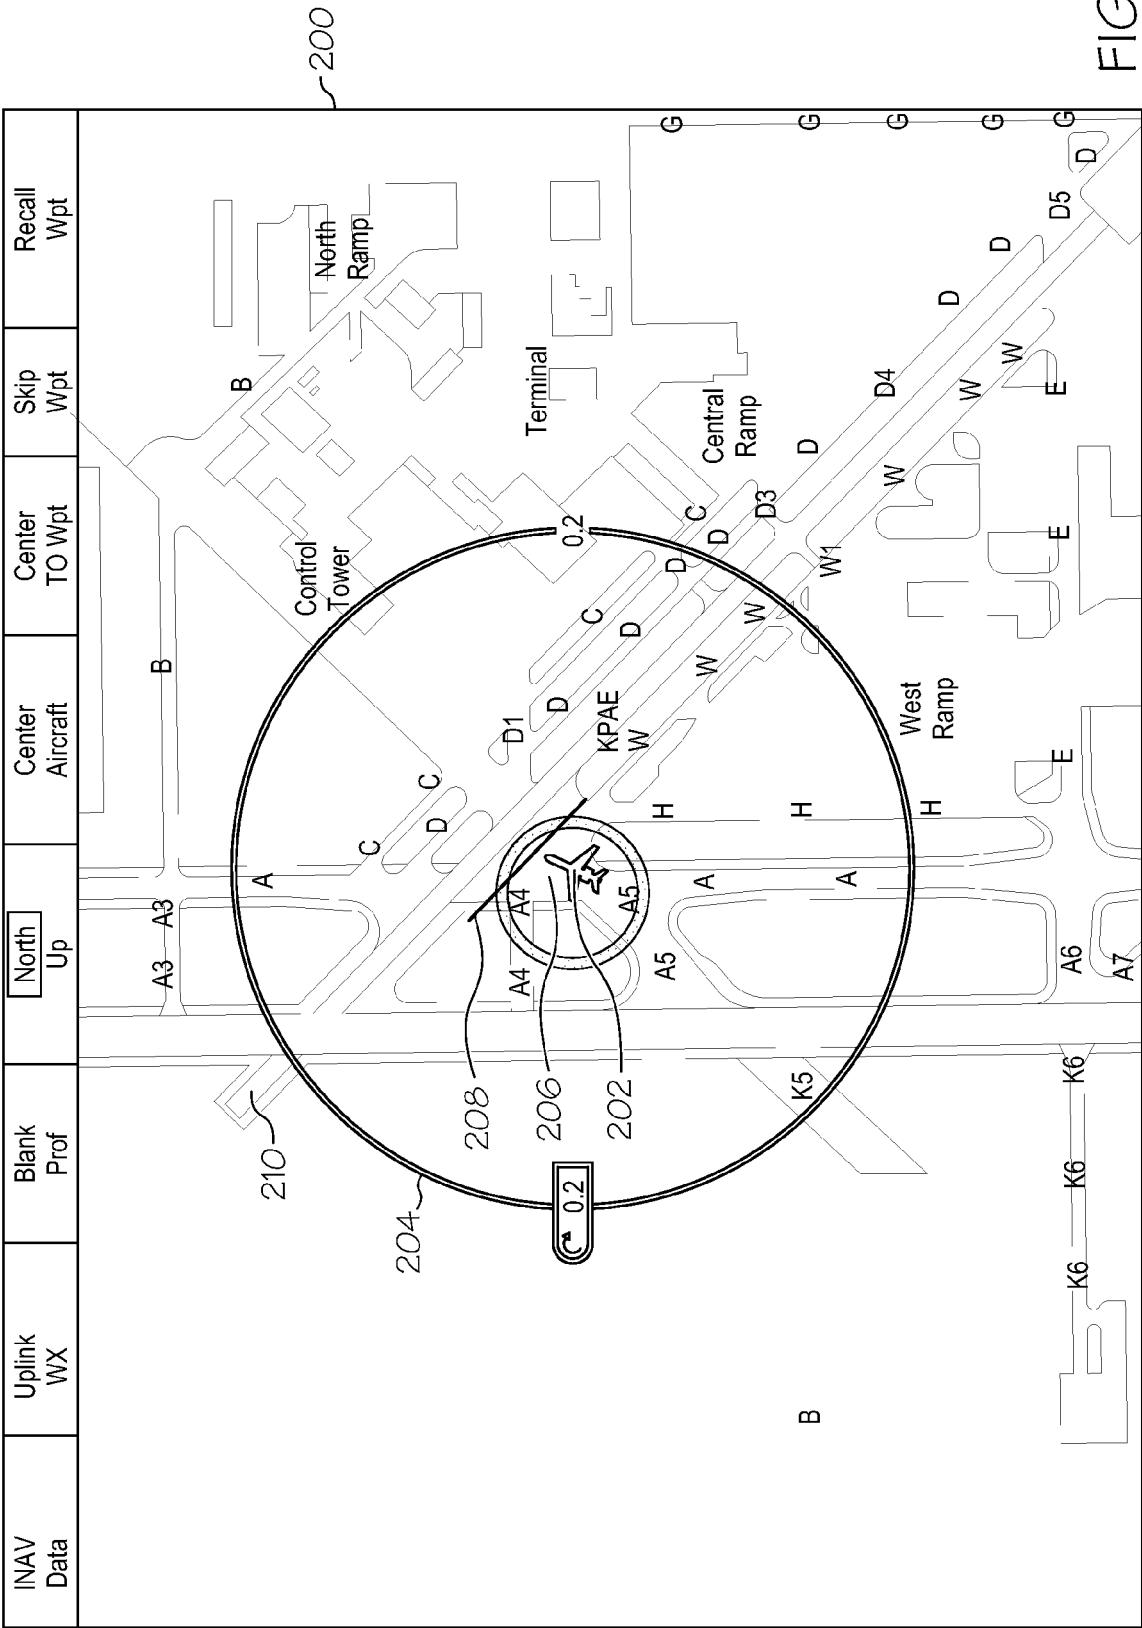 INAV
Data
Uplink
WX
Blank
Prof
North
Up
Center
Aircraft
Center
TO Wpt
Skip
Wpt
Recall
Wpt
200
A3
A3
B
B
210
A
Control
Tower
North
Ramp
204
C
C
D
208
A4
A4
D1
Terminal
206
D
0.2
0.2
202
A5
KPAE
W
D
C
A5
H
D
C
G
A
W
D
Central
Ramp
W
D3
K5
H
W1
D
B
G
A
D4
H
West
Ramp
W
G
D
W
D
G
W
E
E
E
D5
G
K6
K6
K6
A6
D
A7
FIG